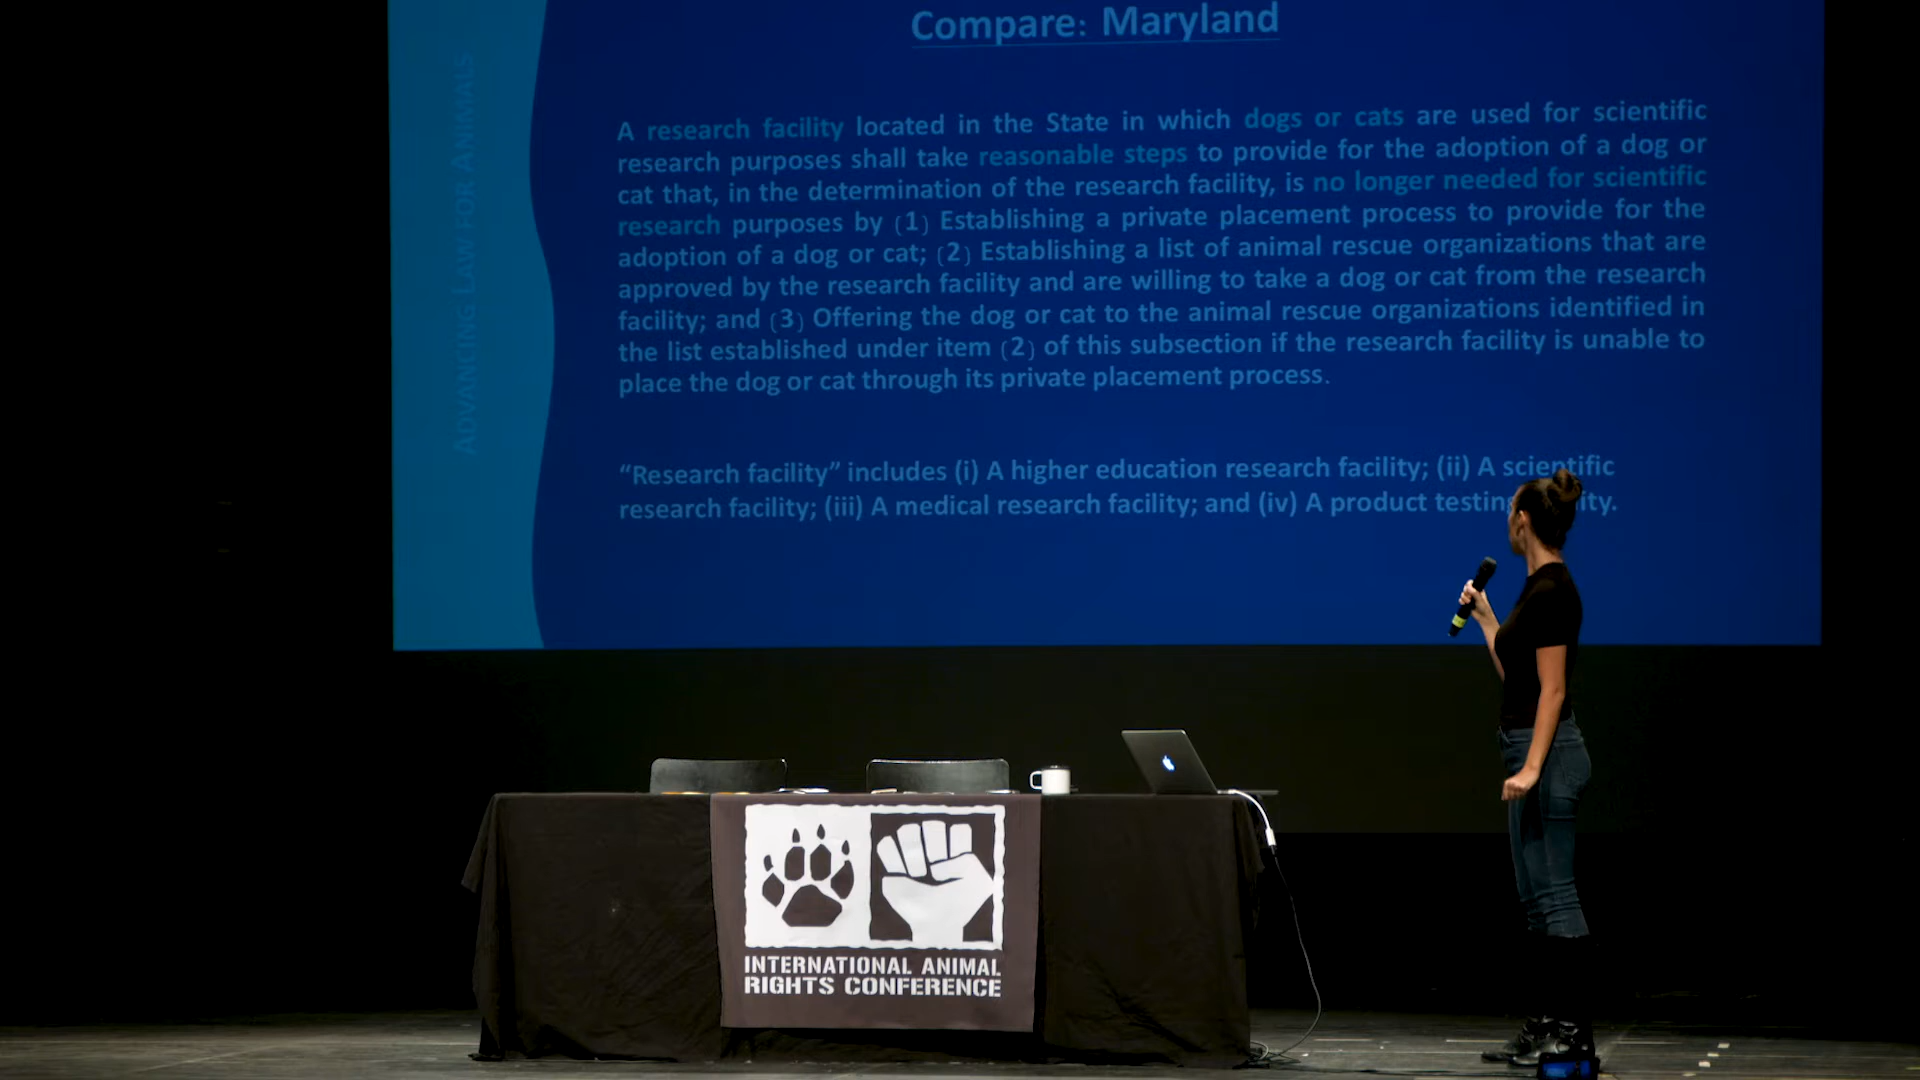 Compare: Maryland
ADVANCING LAW FOR ANIMALS
A research facility located in the State in which dogs or cats are used for scientific
research purposes shall take reasonable steps to provide for the adoption of a dog or
cat that, in the determination of the research facility, is no longer needed for scientific
research purposes by (1) Establishing a private placement process to provide for the
adoption of a dog or cat; (2) Establishing a list of animal rescue organizations that are
approved by the research facility and are willing to take a dog or cat from the research
facility; and (3) Offering the dog or cat to the animal rescue organizations identified in
the list established under item (2) of this subsection if the research facility is unable to
place the dog or cat through its private placement process.
“Research facility” includes (i) A higher education research facility; (ii) A scientific
research facility; (iii) A medical research facility; and (iv) A product testing ity.
INTERNATIONAL ANIMAL
RIGHTS CONFERENCE